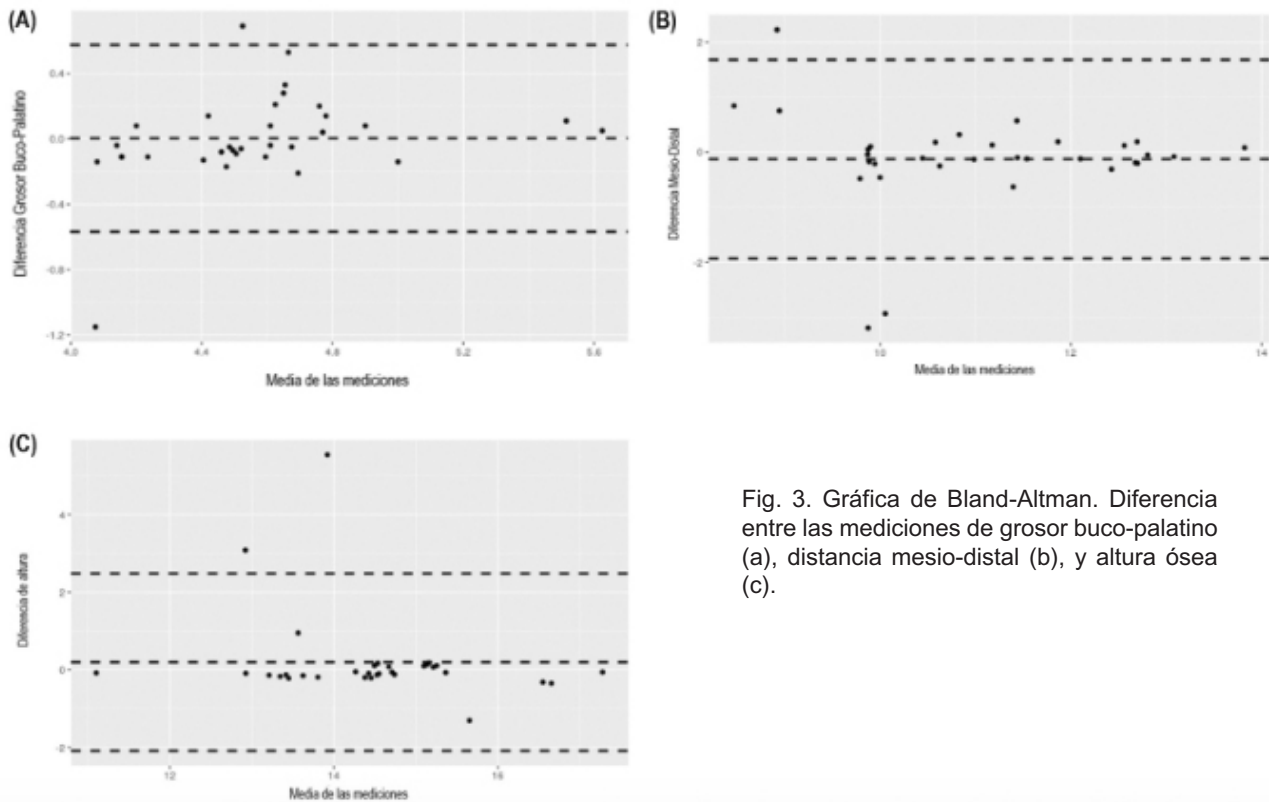 (A)
Diferencia Grosor Buco-Palatino
0.4
0.0
-0.4
-0.8
-1.2
4.0 4.4 4.8 5.2 5.6
Media de las mediciones
(B)
Diferencia Mesio-Distal
2
0
-2
10 12 14
Media de las mediciones
(C)
Diferencia de altura
4
2
0
-2
12 14 16
Media de las mediciones
Fig. 3. Gráfica de Bland-Altman. Diferencia
entre las mediciones de grosor buco-palatino
(a), distancia mesio-distal (b), y altura ósea
(c).